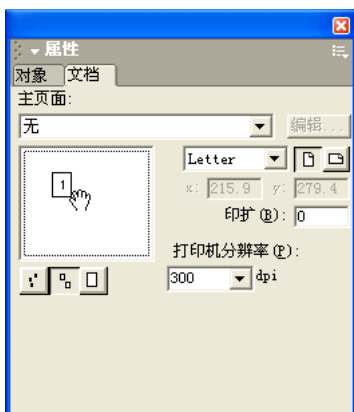 属性
对象 文档
主页面:
无 编辑...
Letter
x: 215.9 y: 279.4
1
印扩(B): 0
打印机分辨率(P):
300 dpi